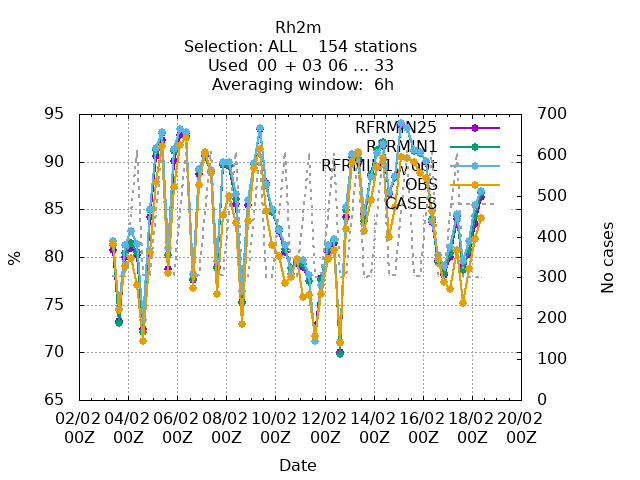 Rh2m
Selection: ALL    154 stations
Used  00 + 03 06 ... 33
Averaging window:  6h
95 700
RFRMIN25
90 RFRMIN1 600
RFRMIN1_vopt
OBS
85 CASES 500
80 400
75 300
70 200
100
65 0
% No cases
02/02 04/02 06/02 08/02 10/02 12/02 14/02 16/02 18/02 20/02
00Z 00Z 00Z 00Z 00Z 00Z 00Z 00Z 00Z 00Z
Date